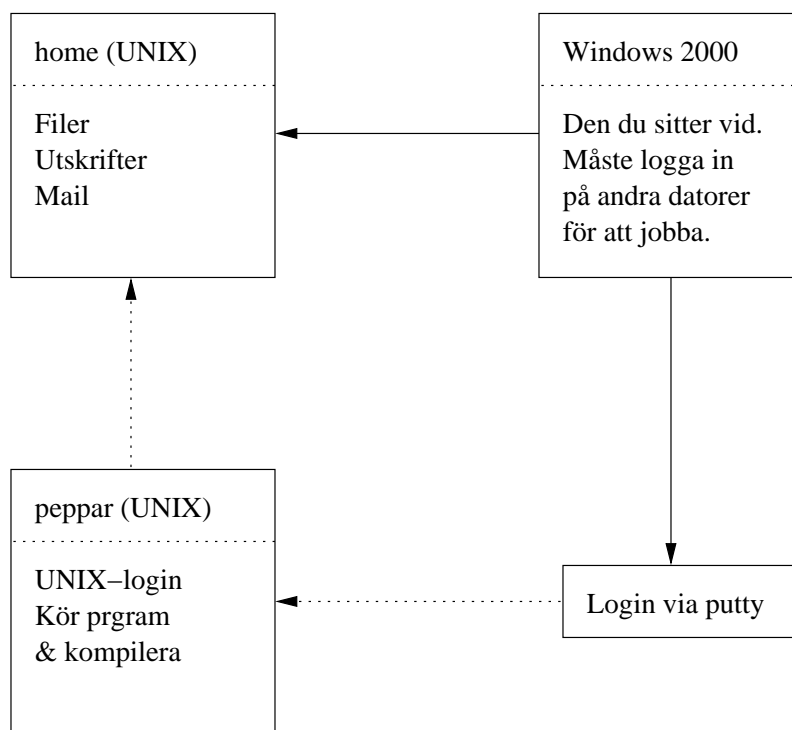 home (UNIX)
Filer
Utskrifter
Mail
Windows 2000
Den du sitter vid.
Måste logga in
på andra datorer
för att jobba.
peppar (UNIX)
UNIX−login
Kör prgram
& kompilera
Login via putty